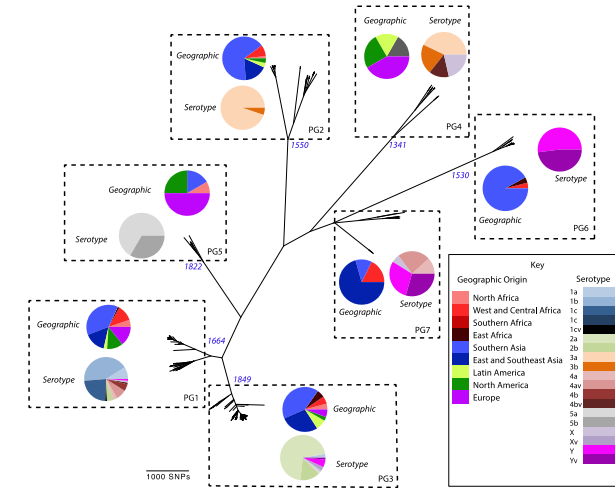 Geographic
Serotype
PG2
1550
Geographic
Serotype
PG4
1341
1530
Serotype
Geographic
PG6
Geographic
Serotype
PG5
1822
Geographic
Serotype
PG7
Geographic
Serotype
PG1
1664
1849
Geographic
Serotype
PG3
1000 SNPs
Key
Geographic Origin
Serotype
North Africa
West and Central Africa
Southern Africa
East Africa
Southern Asia
East and Southeast Asia
Latin America
North America
Europe
1a
1b
1c
1c
1cv
2a
2b
3a
3b
4a
4av
4b
4bv
5a
5b
X
Xv
Y
Yv